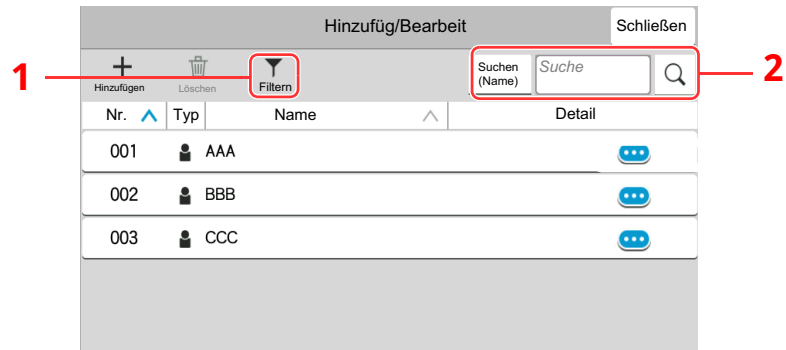 Hinzufüg/Bearbeit
Schließen
1
Hinzufügen
Löschen
Filtern
Suchen
(Name)
Suche
2
Nr.
Typ
Name
Detail
001
AAA
002
BBB
003
CCC